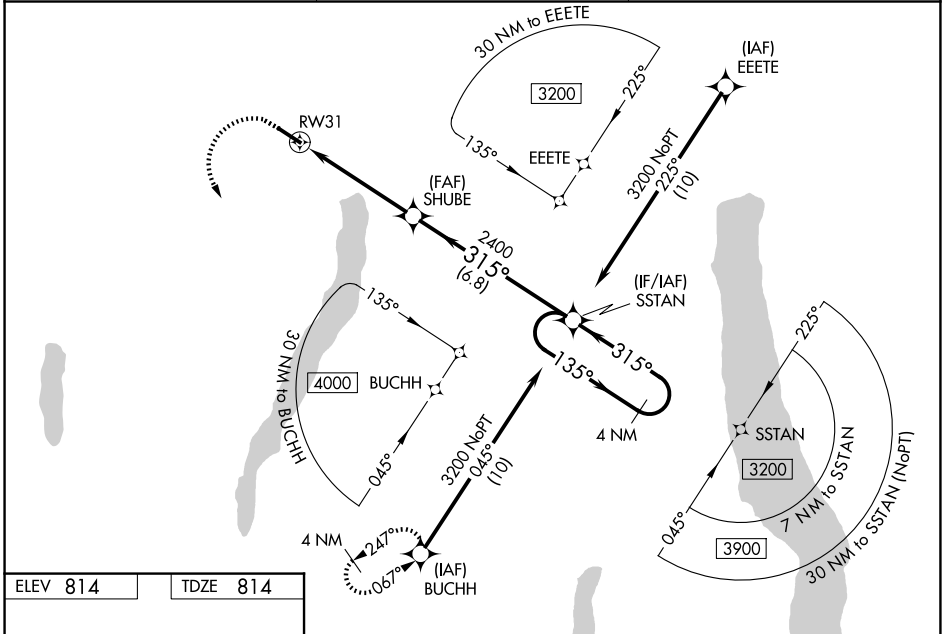 30 NM to EEETE
3200
225°
135°
EEETE
(IAF)
EEETE
3200 NoPT
225°
(10)
RW31
(FAF)
SHUBE
2400
315°
(6.8)
(IF/IAF)
SSTAN
315°
135°
4 NM
30 NM to BUCHH
135°
4000
BUCHH
045°
3200 NoPT
045°
(10)
4 NM
247°
067°
(IAF)
BUCHH
225°
SSTAN
3200
7 NM to SSTAN
045°
3900
30 NM to SSTAN (NoPT)
ELEV 814
TDZE 814